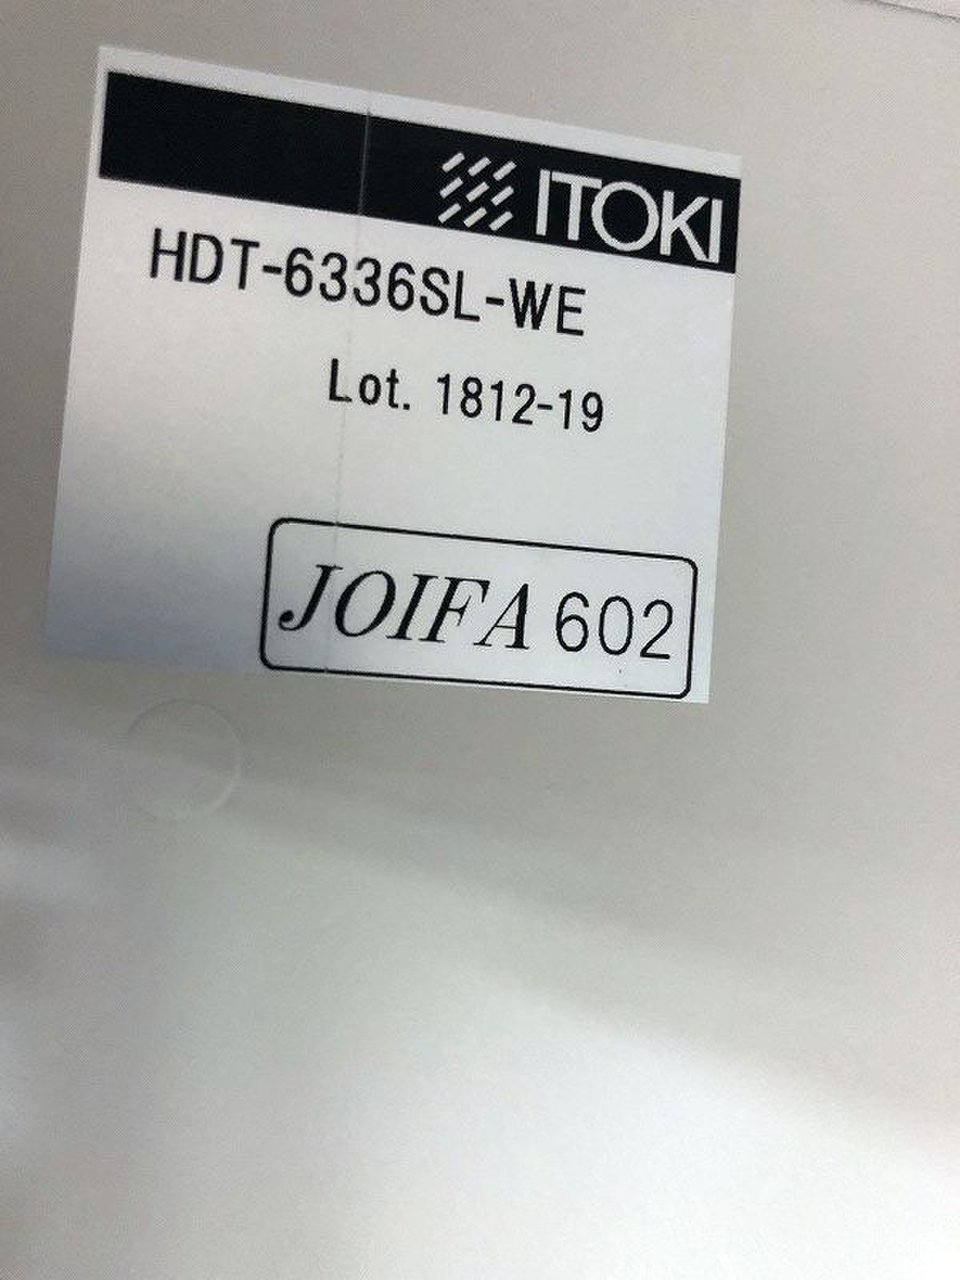 ITOKI
HDT-6336SL-WE
Lot. 1812-19
JOIFA 602